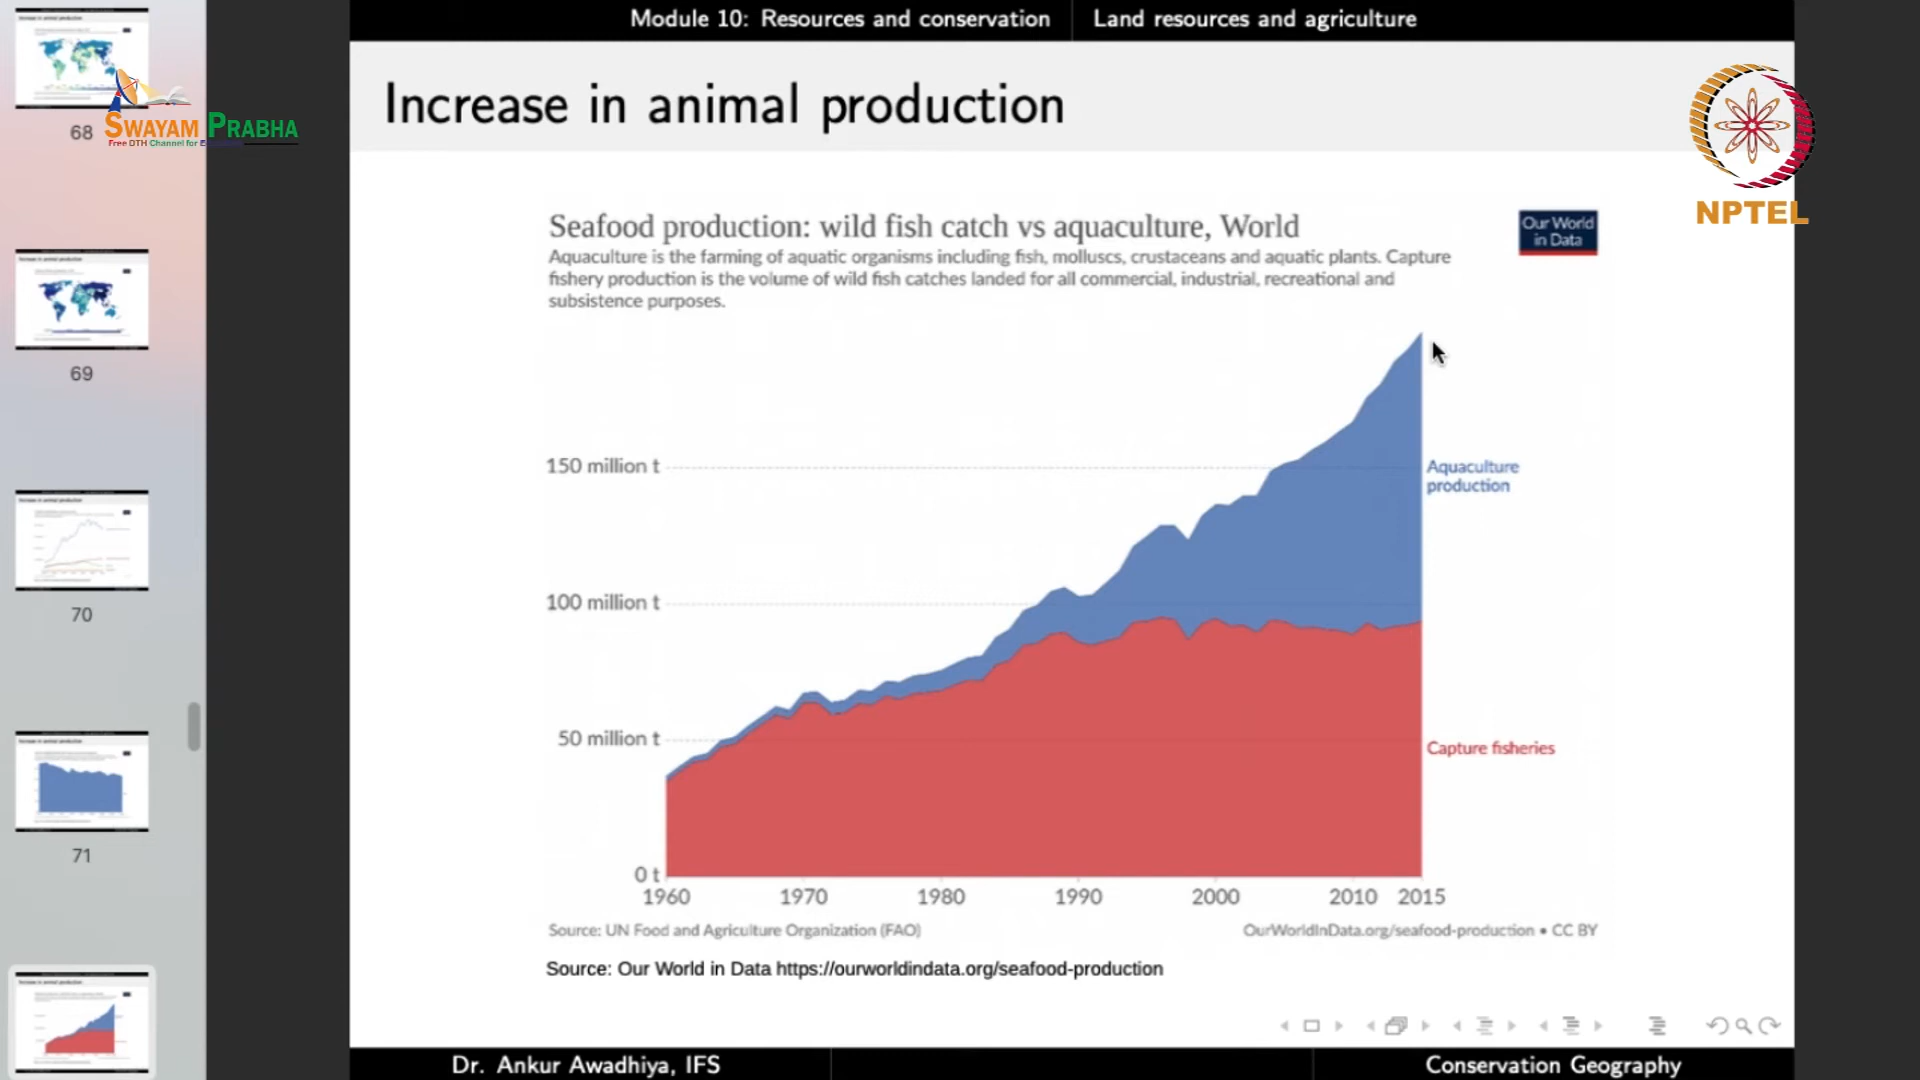 Module 10: Resources and conservation
Land resources and agriculture
Increase in animal production
68
SWAYAM PRABHA
Free DTH Channel for
NPTEL
Seafood production: wild fish catch vs aquaculture, World
Our World
in Data
Aquaculture is the farming of aquatic organisms including fish, molluscs, crustaceans and aquatic plants. Capture
fishery production is the volume of wild fish catches landed for all commercial, industrial, recreational and
subsistence purposes.
69
150 million t
Aquaculture
production
100 million t
70
50 million t
Capture fisheries
71
0 t
1960
1970
1980
1990
2000
2010
2015
Source: UN Food and Agriculture Organization (FAO)
OurWorldInData.org/seafood-production • CC BY
Source: Our World in Data https://ourworldindata.org/seafood-production
Dr. Ankur Awadhiya, IFS
Conservation Geography